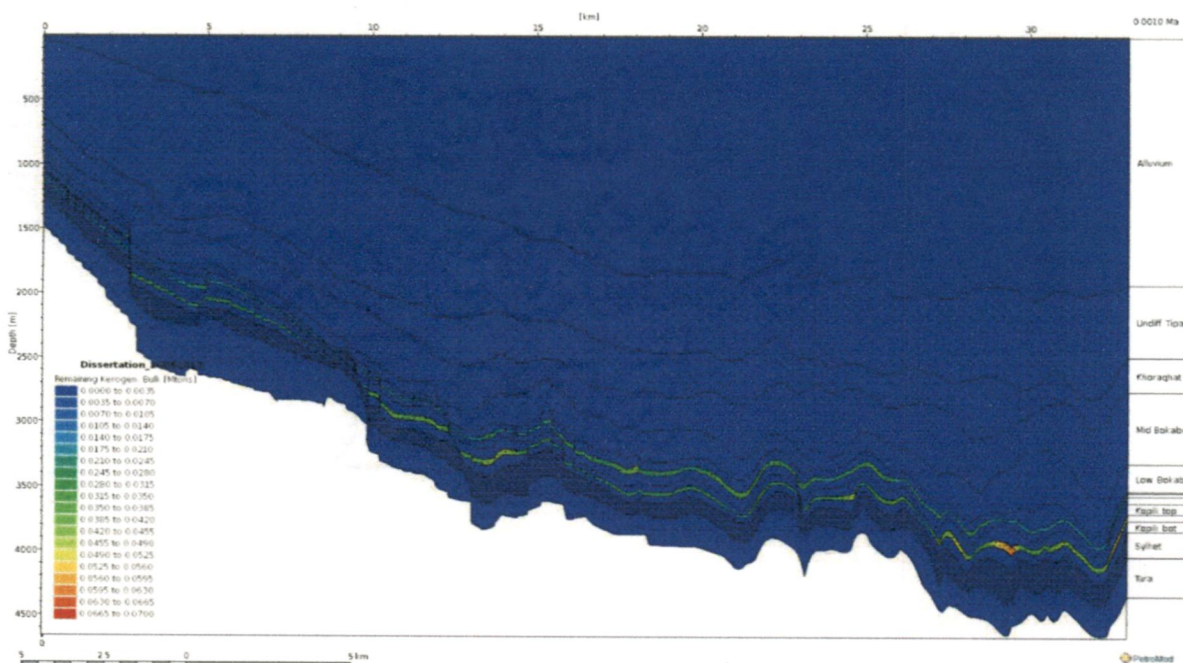 0 5 10 15 [km] 20 25 30 0.0010 Ma
500
1000
1500
2000
2500
3000
3500
4000
4500
Depth [m]
Alluvium
Undiff Tipa
Khoraghat
Mid Bokab
Low Bokab
Kopili top
Kopili bot
Sylhet
Tura
Remaining Kerogen Bulk [Mtons]
0.0000 to 0.0035
0.0035 to 0.0070
0.0070 to 0.0105
0.0105 to 0.0140
0.0140 to 0.0175
0.0175 to 0.0210
0.0210 to 0.0245
0.0245 to 0.0280
0.0280 to 0.0315
0.0315 to 0.0350
0.0350 to 0.0385
0.0385 to 0.0420
0.0420 to 0.0455
0.0455 to 0.0490
0.0490 to 0.0525
0.0525 to 0.0560
0.0560 to 0.0595
0.0595 to 0.0630
0.0630 to 0.0665
0.0665 to 0.0700
0 5 10 15 20 25 30
5 2.5 0 5 km
PetroMod